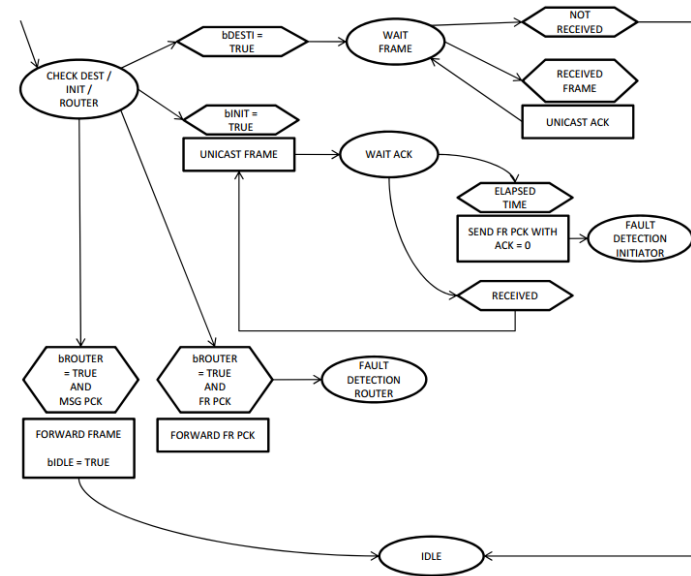 bDESTI =
TRUE
WAIT
FRAME
NOT
RECEIVED
CHECK DEST /
INIT /
ROUTER
RECEIVED
FRAME
bINIT =
TRUE
UNICAST ACK
UNICAST FRAME
WAIT ACK
ELAPSED
TIME
SEND FR PCK WITH
ACK = 0
FAULT
DETECTION
INITIATOR
RECEIVED
bROUTER
= TRUE
AND
MSG PCK
bROUTER
= TRUE
AND
FR PCK
FAULT
DETECTION
ROUTER
FORWARD FRAME
bIDLE = TRUE
FORWARD FR PCK
IDLE